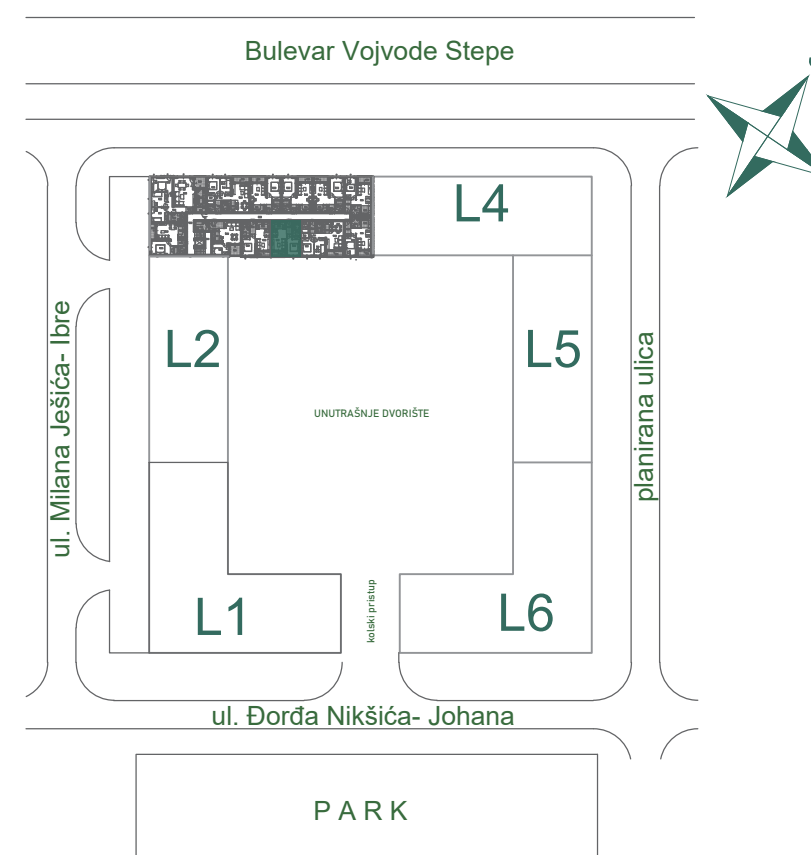 Bulevar Vojvode Stepe
L4
L2
L5
ul. Milana Ješića- Ibre
UNUTRAŠNJE DVORIŠTE
planirana ulica
L1
kolski pristup
L6
ul. Đorđa Nikšića- Johana
PARK